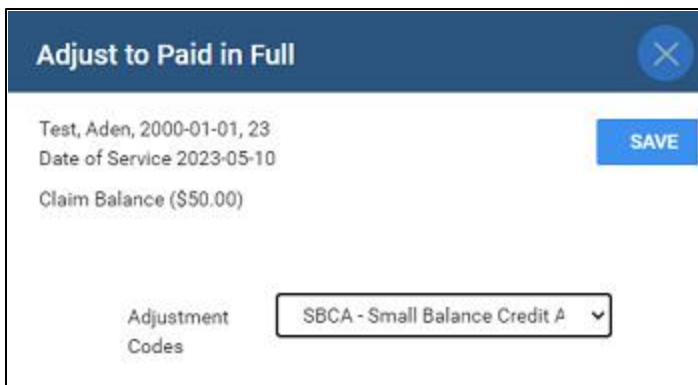 Adjust to Paid in Full
Test, Aden, 2000-01-01, 23
SAVE
Date of Service 2023-05-10
Claim Balance ($50.00)
Adjustment Codes
SBCA - Small Balance Credit A